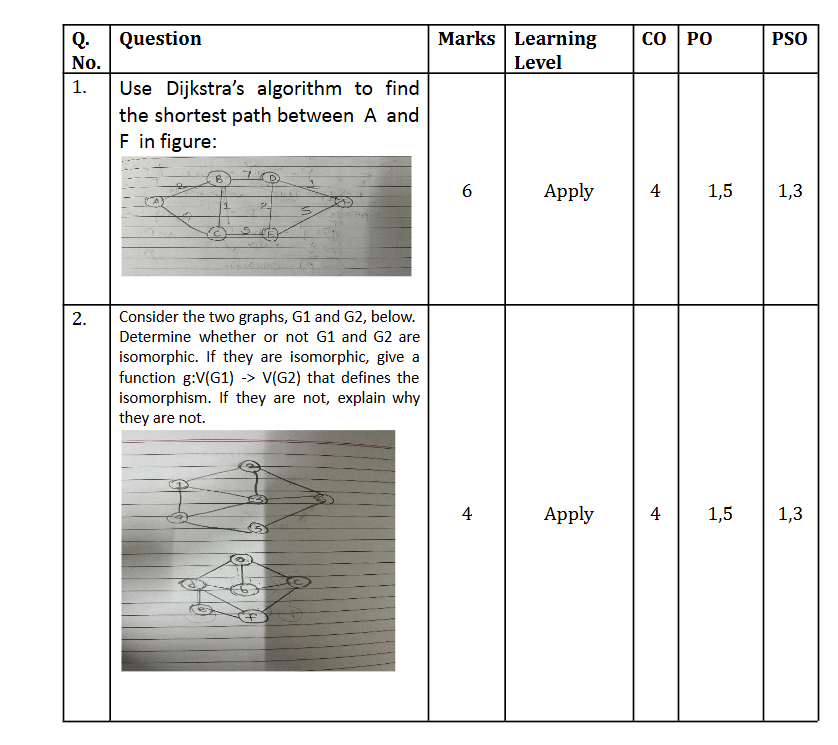 Q. No. Question Marks Learning Level CO PO PSO
1. Use Dijkstra's algorithm to find
the shortest path between A and
F in figure:
6 Apply 4 1,5 1,3
B 7 D
2 1
A 1 2
5
C 5 E
2. Consider the two graphs, G1 and G2, below.
Determine whether or not G1 and G2 are
isomorphic. If they are isomorphic, give a
function g:V(G1) -> V(G2) that defines the
isomorphism. If they are not, explain why
they are not.
4 Apply 4 1,5 1,3
1
3
4
5
d
b
c
F